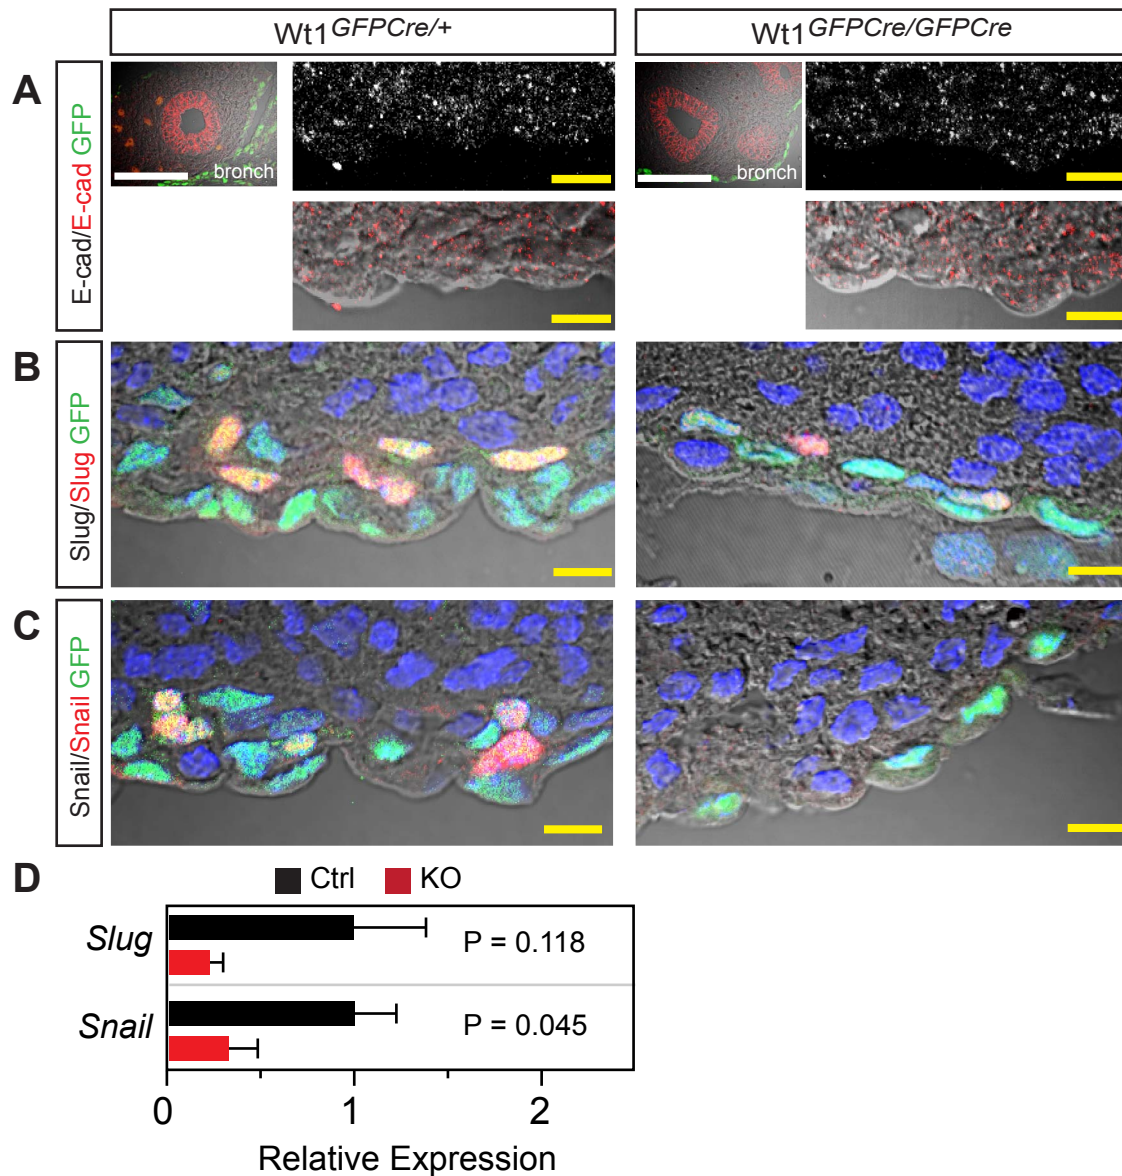 Wt1GFPCre/+
Wt1GFPCre/GFPCre
A
E-cad/E-cad GFP
bronch
bronch
B
Slug/Slug GFP
C
Snail/Snail GFP
D
Ctrl
KO
Slug
P = 0.118
Snail
P = 0.045
0
1
2
Relative Expression